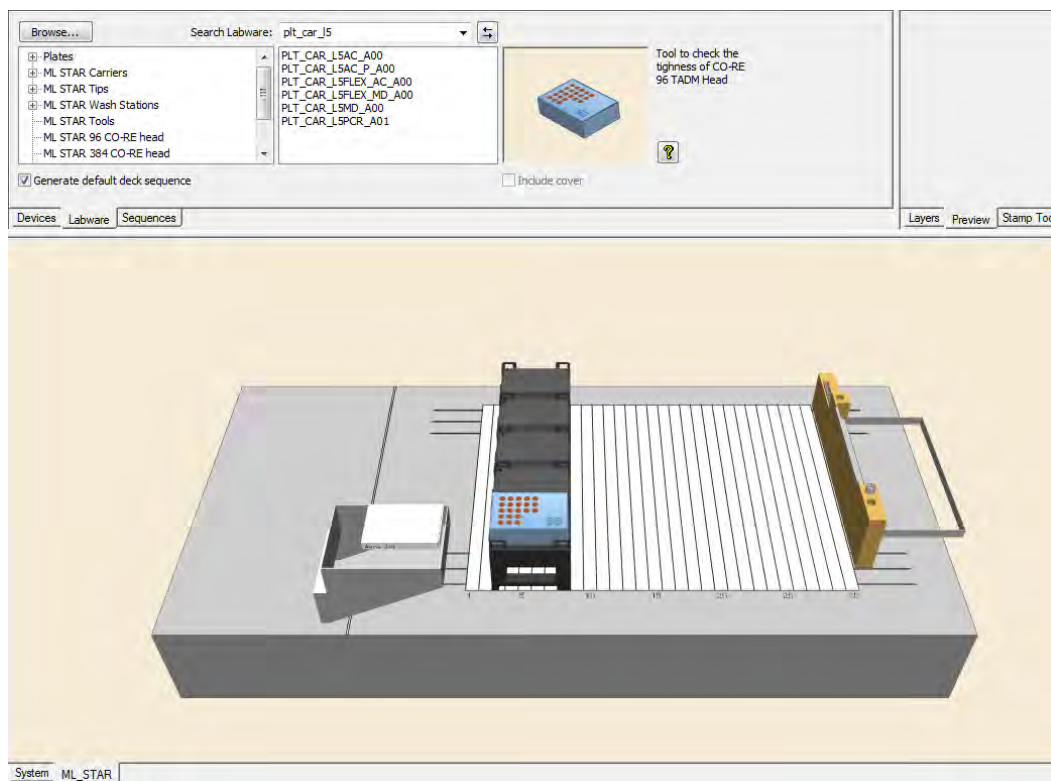 Browse...
Search Labware:
plt_car_l5
Plates
ML STAR Carriers
ML STAR Tips
ML STAR Wash Stations
ML STAR Tools
ML STAR 96 CO-RE head
ML STAR 384 CO-RE head
PLT_CAR_L5AC_A00
PLT_CAR_L5AC_P_A00
PLT_CAR_L5FLEX_AC_A00
PLT_CAR_L5FLEX_MD_A00
PLT_CAR_L5MD_A00
PLT_CAR_L5PCR_A01
Tool to check the
tighness of CO-RE
96 TADM Head
?
Generate default deck sequence
Include cover
Devices Labware Sequences
Layers Preview Stamp Too
1 5 10 15 20 25 30
System ML_STAR